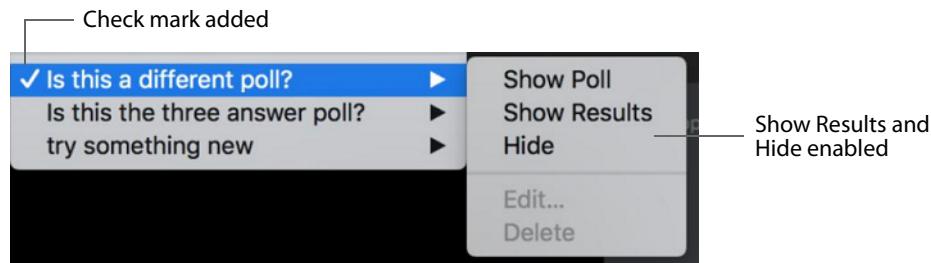 Check mark added
✓ Is this a different poll? ▶
Is this the three answer poll? ▶
try something new ▶
Show Poll
Show Results
Hide
Edit...
Delete
Show Results and
Hide enabled